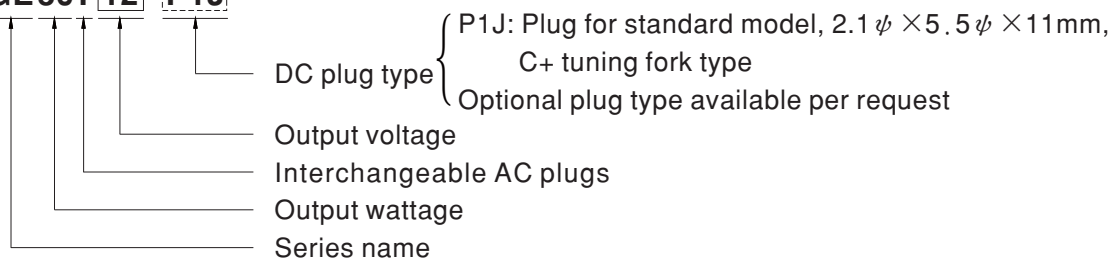 P1J: Plug for standard model, 2.1ψ×5.5ψ×11mm,
C+ tuning fork type
DC plug type
Optional plug type available per request
Output voltage
Interchangeable AC plugs
Output wattage
Series name